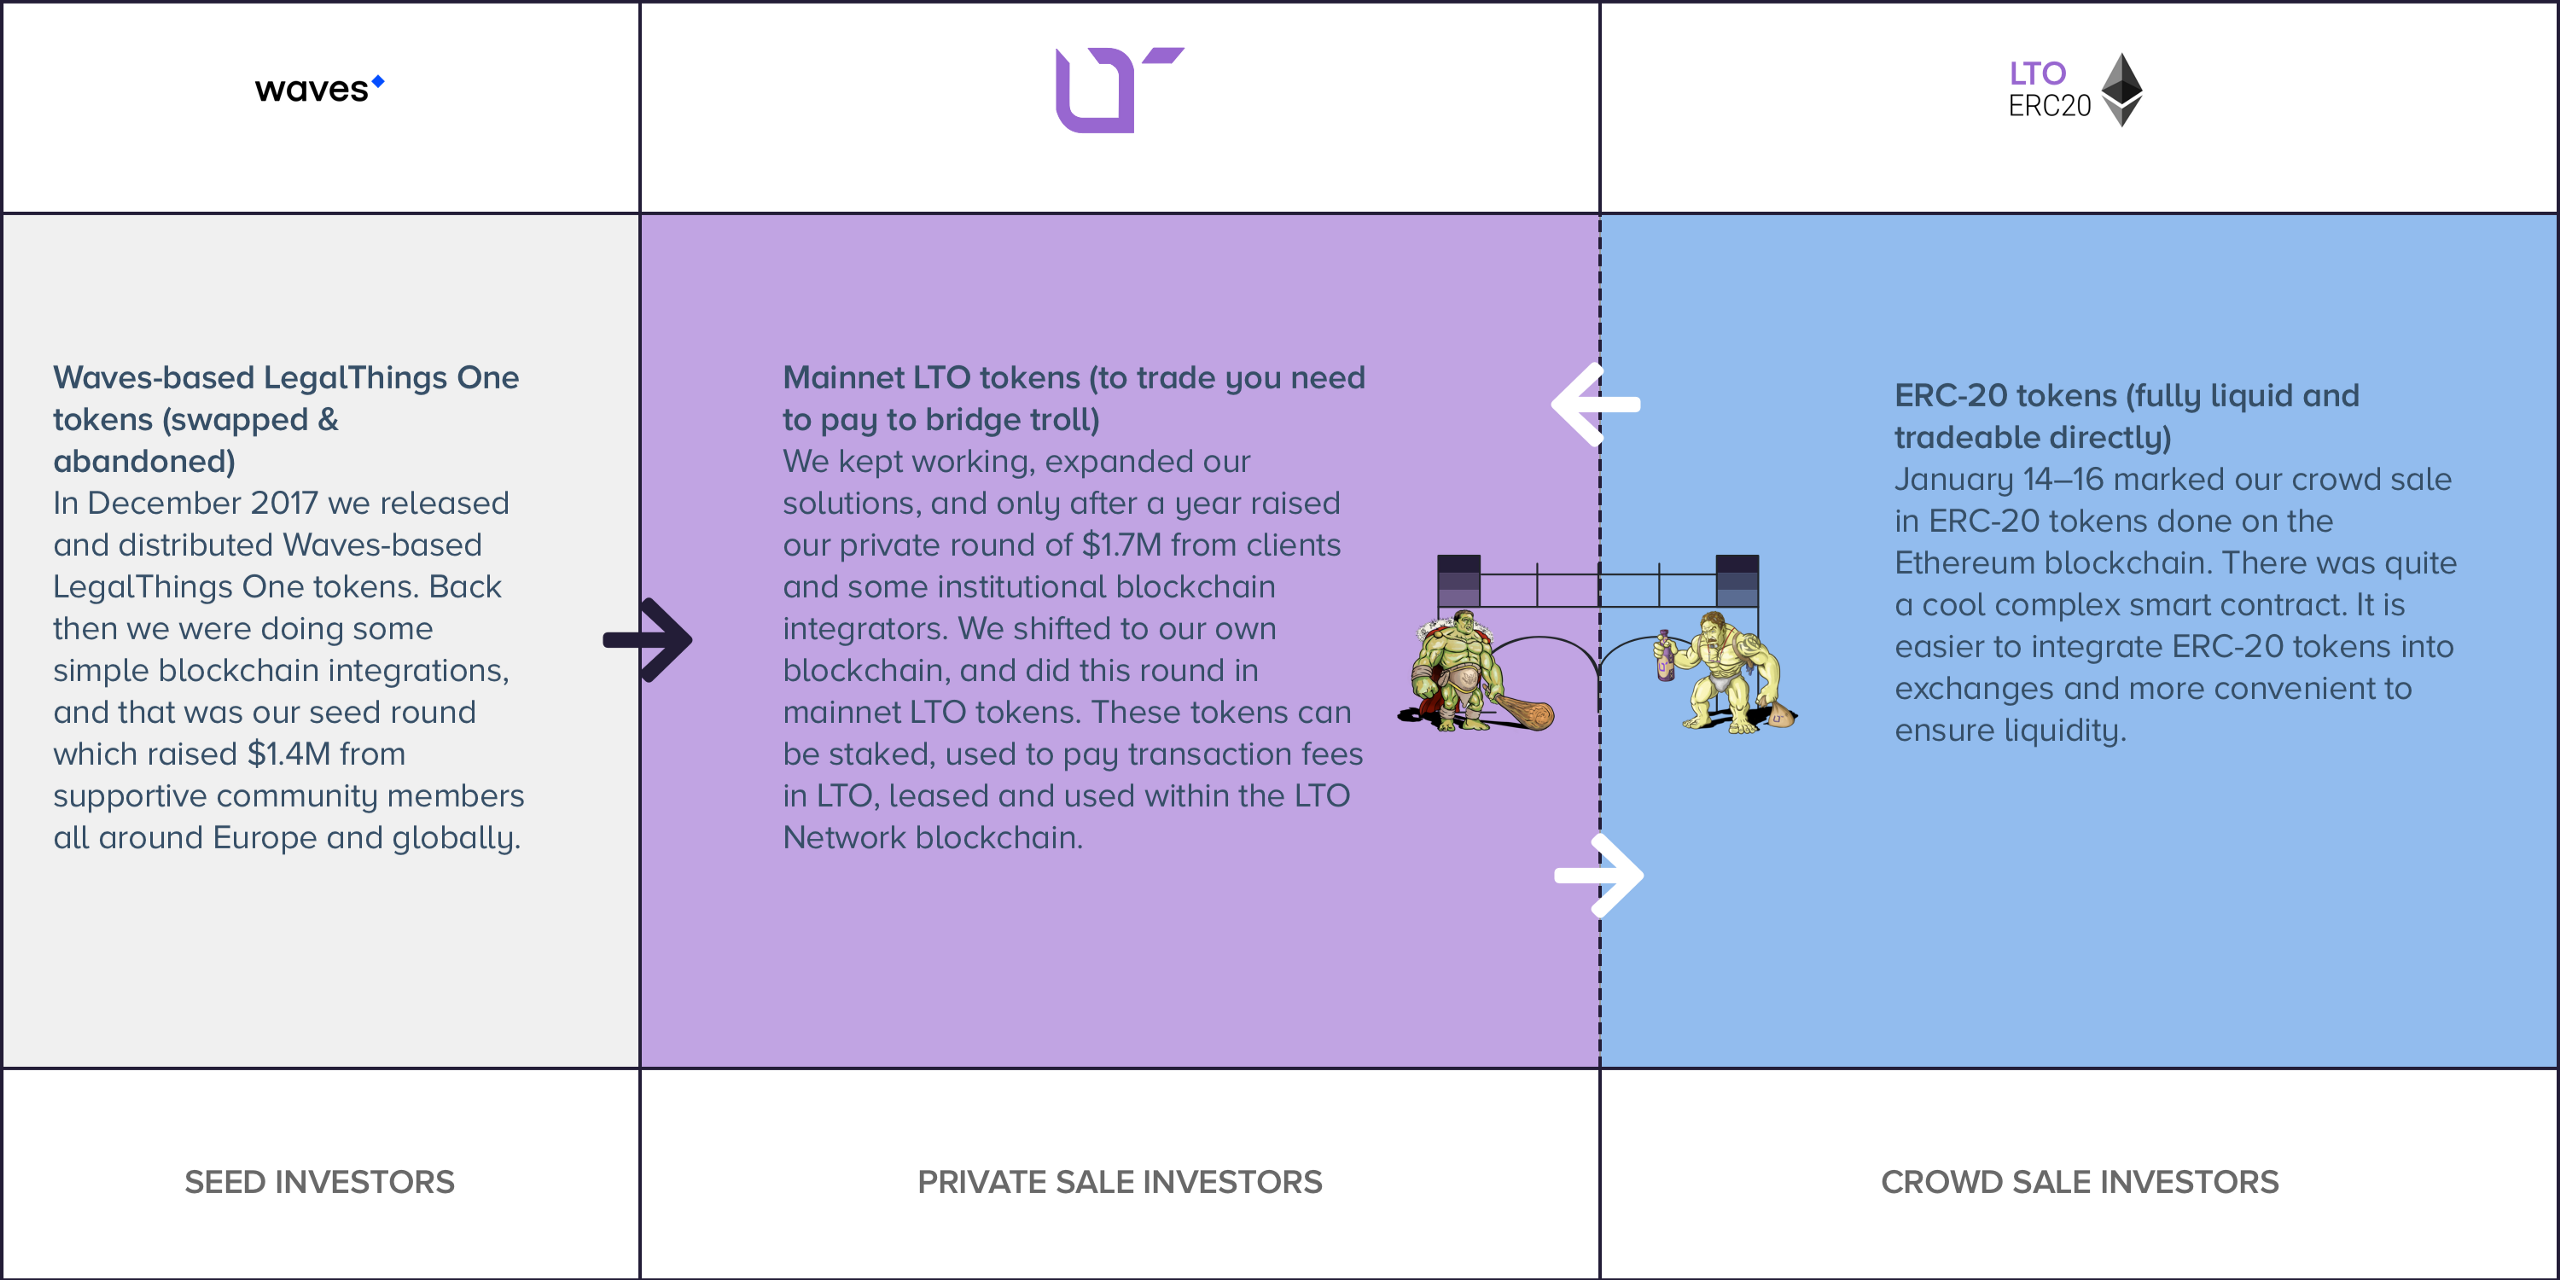 waves
LTO
ERC20
Waves-based LegalThings One
tokens (swapped &
abandoned)
In December 2017 we released
and distributed Waves-based
LegalThings One tokens. Back
then we were doing some
simple blockchain integrations,
and that was our seed round
which raised $1.4M from
supportive community members
all around Europe and globally.
Mainnet LTO tokens (to trade you need
to pay to bridge troll)
We kept working, expanded our
solutions, and only after a year raised
our private round of $1.7M from clients
and some institutional blockchain
integrators. We shifted to our own
blockchain, and did this round in
mainnet LTO tokens. These tokens can
be staked, used to pay transaction fees
in LTO, leased and used within the LTO
Network blockchain.
ERC-20 tokens (fully liquid and
tradeable directly)
January 14–16 marked our crowd sale
in ERC-20 tokens done on the
Ethereum blockchain. There was quite
a cool complex smart contract. It is
easier to integrate ERC-20 tokens into
exchanges and more convenient to
ensure liquidity.
SEED INVESTORS
PRIVATE SALE INVESTORS
CROWD SALE INVESTORS